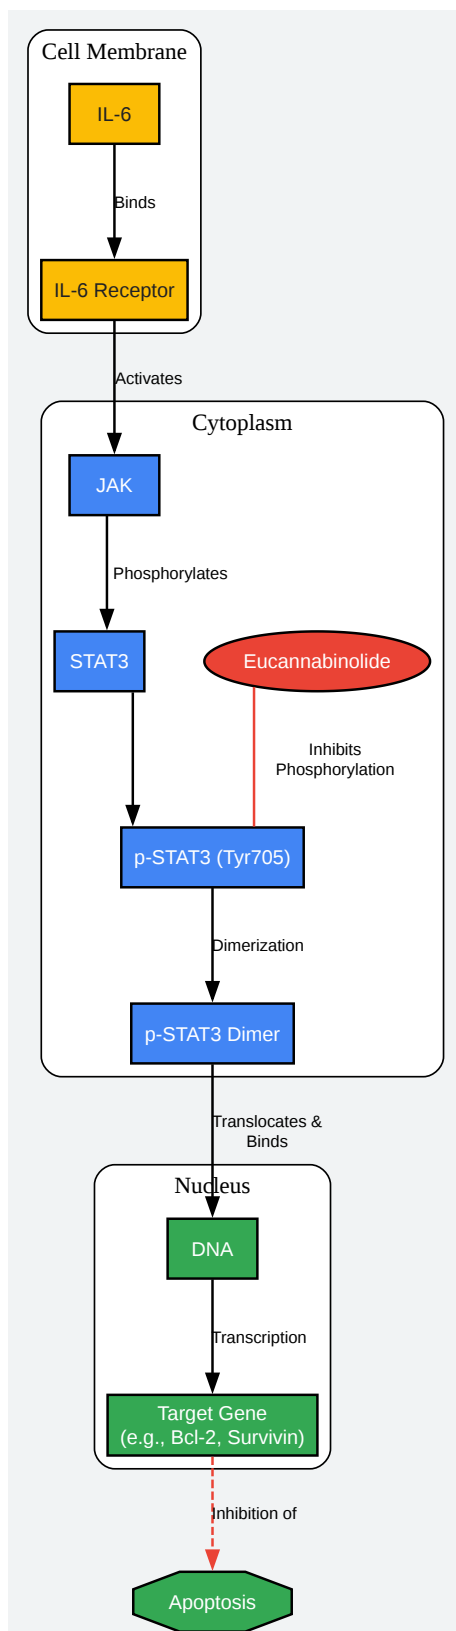 Cell Membrane
IL-6
Binds
IL-6 Receptor
Activates
Cytoplasm
JAK
Phosphorylates
STAT3
Eucannabinolide
Inhibits
Phosphorylation
p-STAT3 (Tyr705)
Dimerization
p-STAT3 Dimer
Translocates &
Binds
Nucleus
DNA
Transcription
Target Gene
(e.g., Bcl-2, Survivin)
Inhibition of
Apoptosis